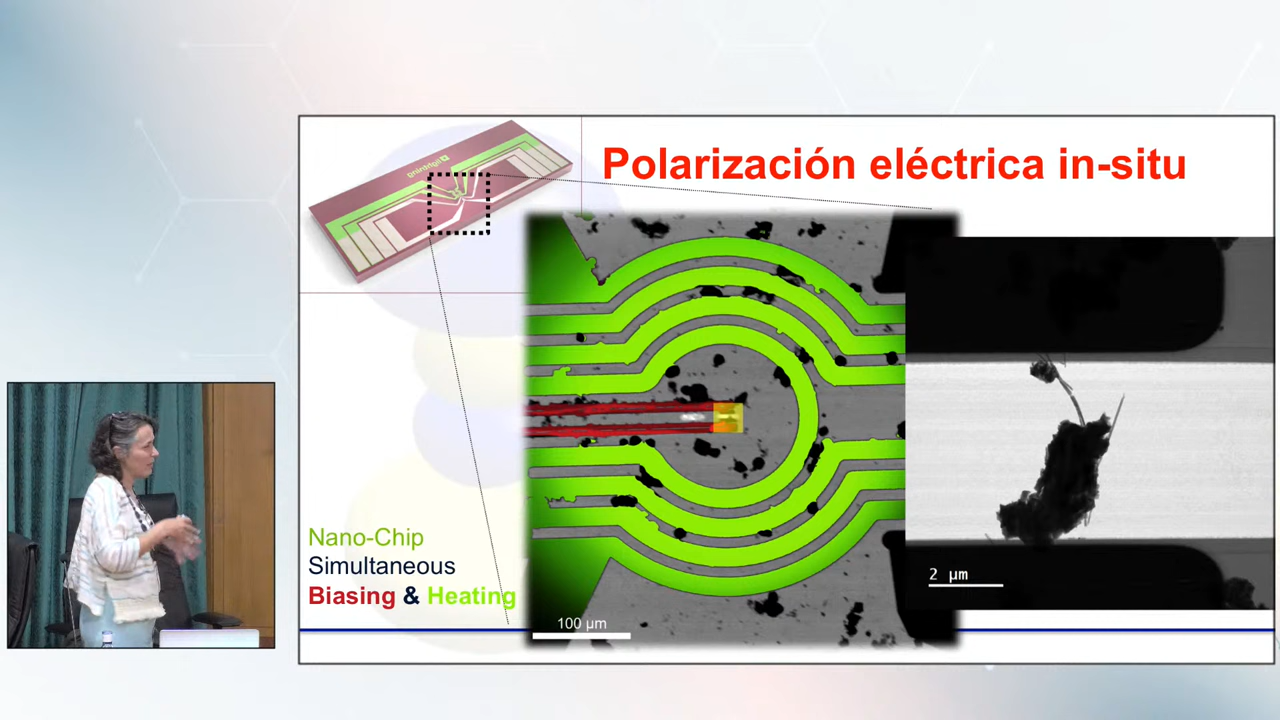 Polarización eléctrica in-situ
Nano-Chip
Simultaneous
Biasing & Heating
100 µm
2 µm